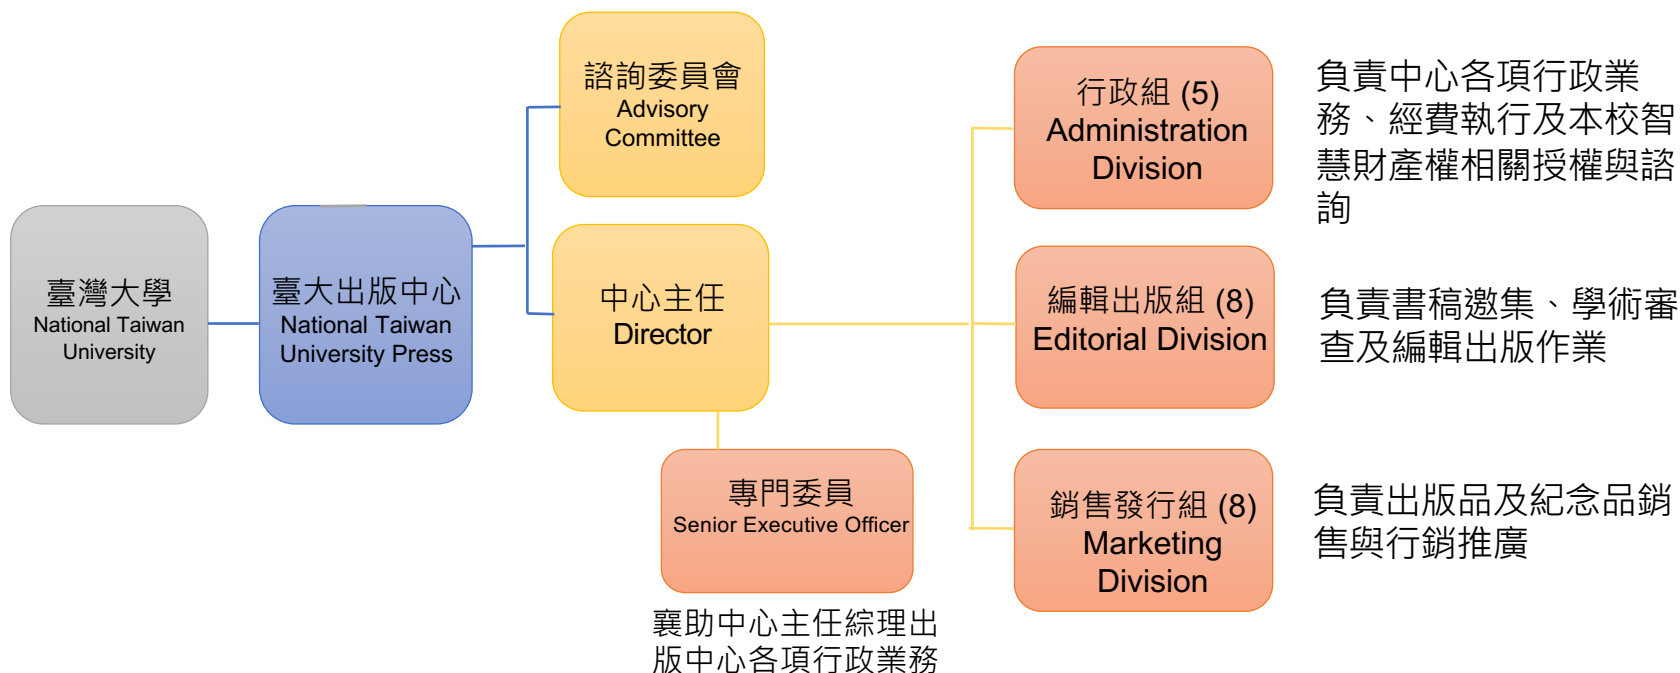 臺灣大學
National Taiwan
University
臺大出版中心
National Taiwan
University Press
諮詢委員會
Advisory
Committee
中心主任
Director
專門委員
Senior Executive Officer
襄助中心主任綜理出
版中心各項行政業務
行政組 (5)
Administration
Division
負責中心各項行政業
務、經費執行及本校智
慧財產權相關授權與諮
詢
編輯出版組 (8)
Editorial Division
負責書稿邀集、學術審
查及編輯出版作業
銷售發行組 (8)
Marketing
Division
負責出版品及紀念品銷
售與行銷推廣